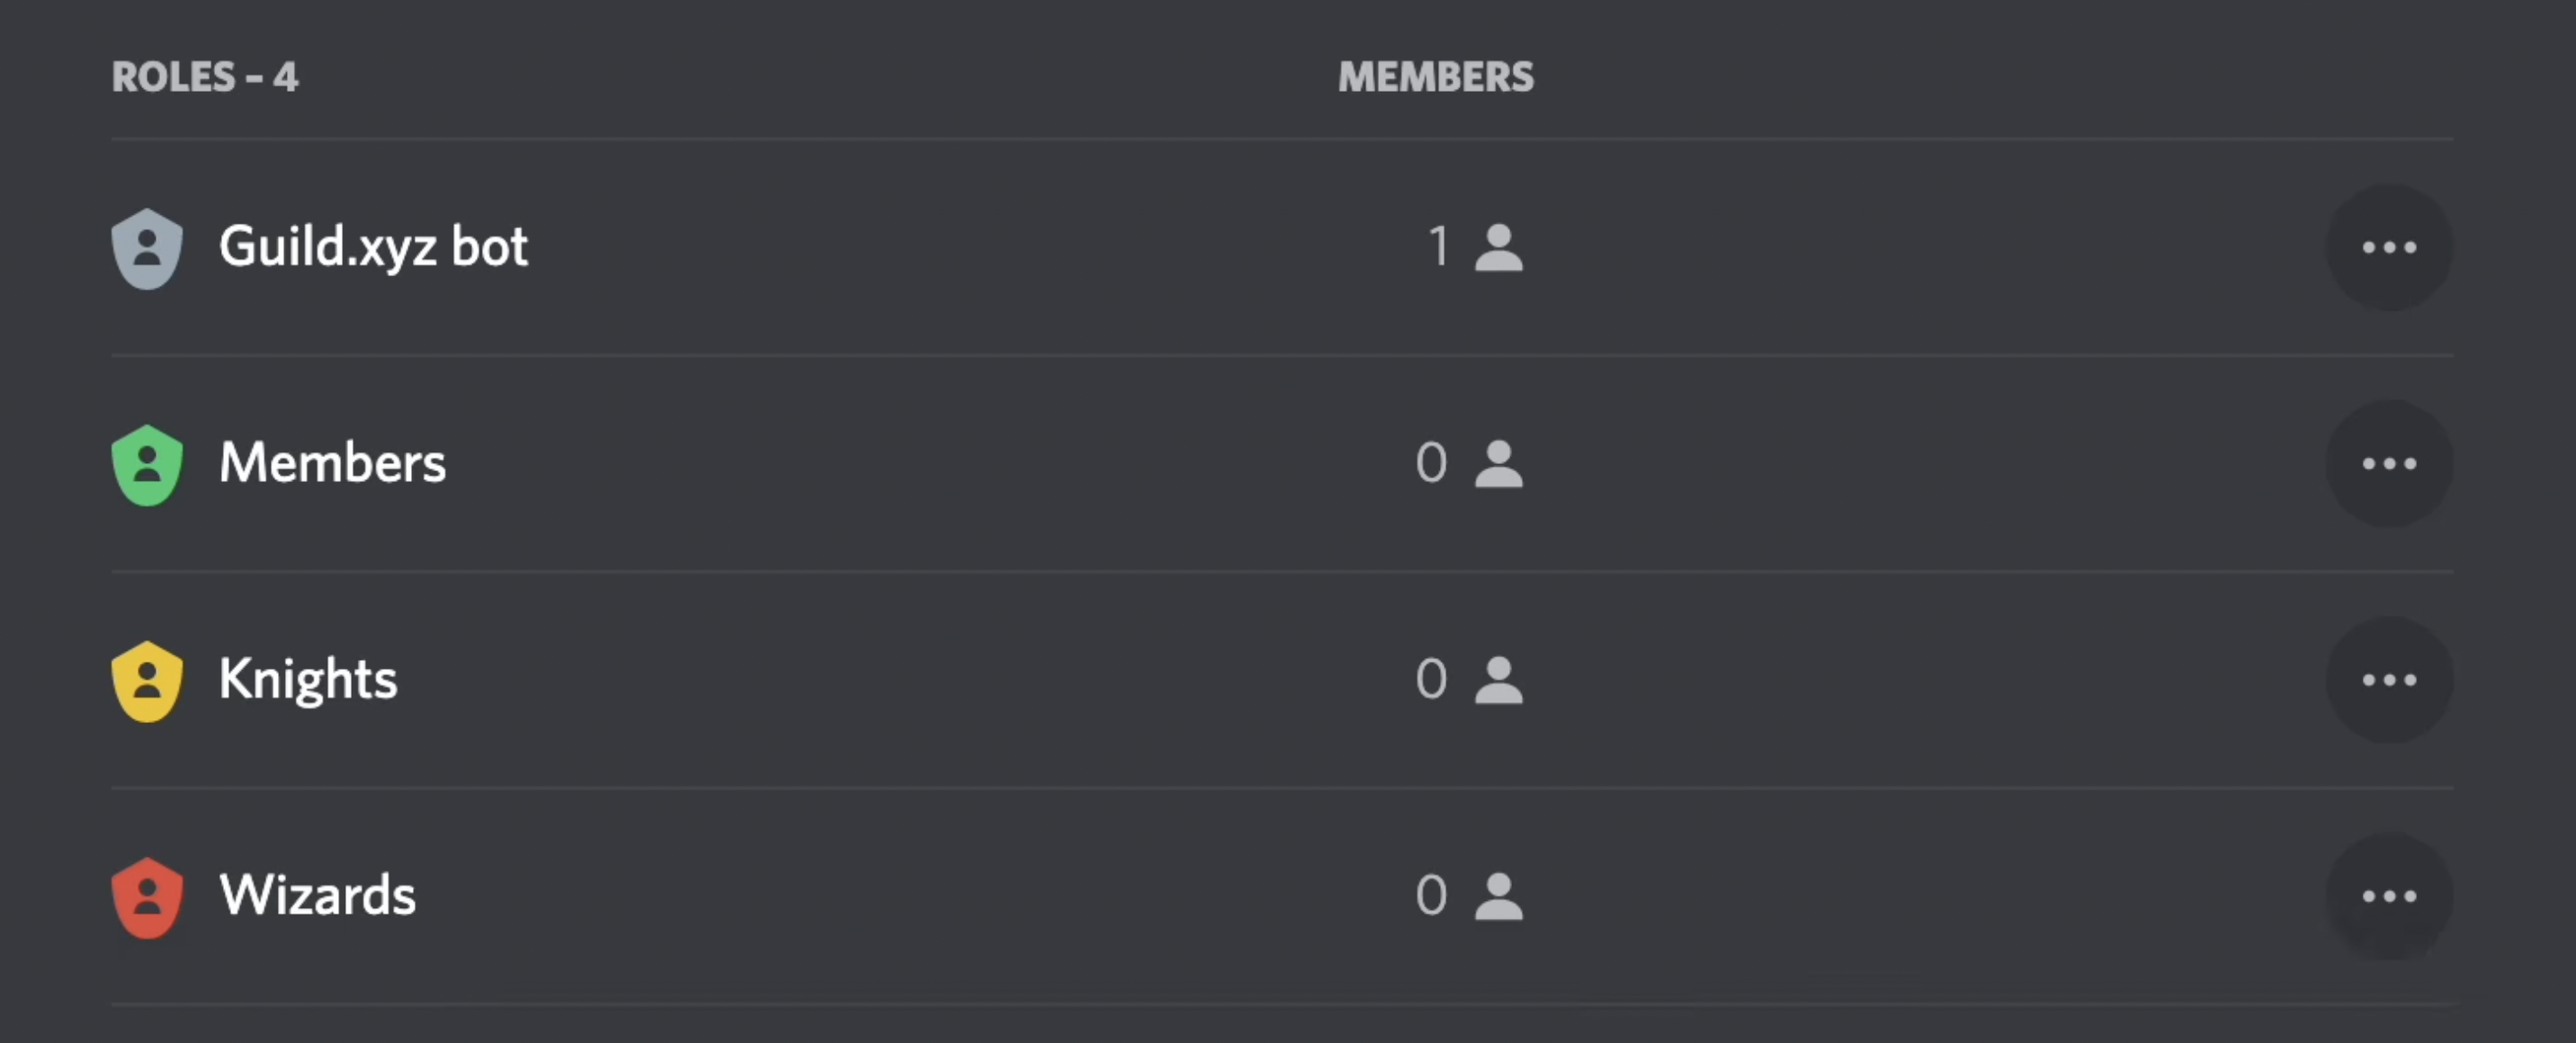 ROLES – 4 MEMBERS
Guild.xyz bot 1
Members 0
Knights 0
Wizards 0